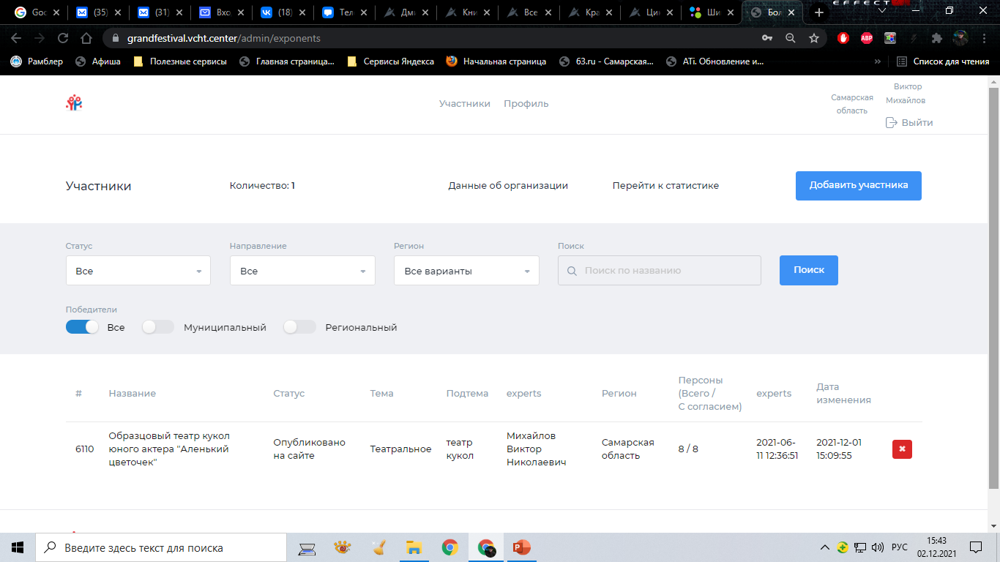 Goo
(35)
(31)
Вхо
(18)
Тел
Дми
Кни
Все
Кра
Цик
Ши
Бол
EFFECT
grandfestival.vcht.center/admin/exponents
ABP
Рамблер
Афиша
Полезные сервисы
Главная страница...
Сервисы Яндекса
Начальная страница
63.ru - Самарская...
ATi. Обновление и...
»
Список для чтения
Участники
Профиль
Самарская
область
Виктор
Михайлов
Выйти
Участники
Количество: 1
Данные об организации
Перейти к статистике
Добавить участника
Статус
Направление
Регион
Поиск
Все
Все
Все варианты
Поиск по названию
Поиск
Победители
Все
Муниципальный
Региональный
#
Название
Статус
Тема
Подтема
experts
Регион
Персоны
(Всего /
С согласием)
experts
Дата
изменения
6110
Образцовый театр кукол
юного актера "Аленький
цветочек"
Опубликовано
на сайте
Театральное
театр
кукол
Михайлов
Виктор
Николаевич
Самарская
область
8 / 8
2021-06-
11 12:36:51
2021-12-01
15:09:55
Введите здесь текст для поиска
РУС
15:43
02.12.2021